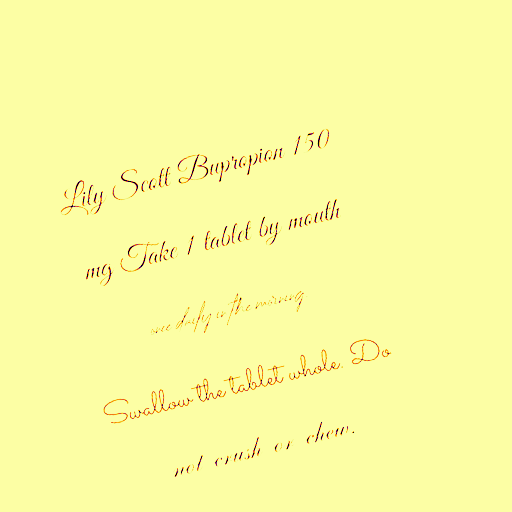 Lily Scott Bupropion 150
mg Take 1 tablet by mouth
one daily in the morning
Swallow the tablet whole. Do
not crush or chew.